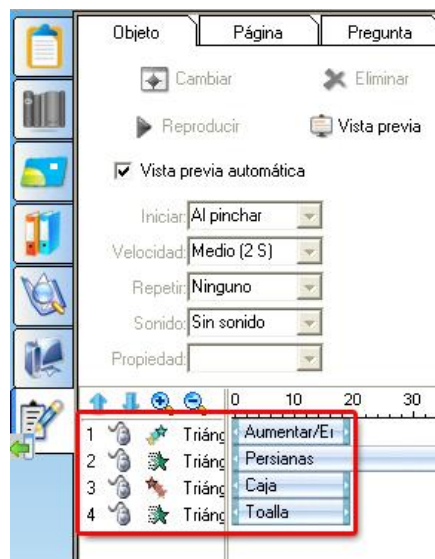 Objeto Página Pregunta
Cambiar Eliminar
Reproducir Vista previa
Vista previa automática
Iniciar: Al pinchar
Velocidad: Medio (2 S)
Repetir: Ninguno
Sonido: Sin sonido
Propiedad:
0 10 20 30
1 Triáng Aumentar/Er
2 Triáng Persianas
3 Triáng Caja
4 Triáng Toalla